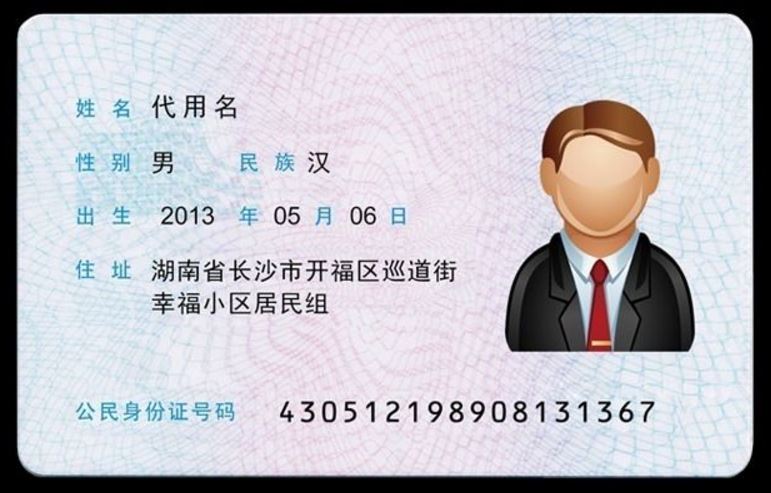 姓名 代用名
性别 男 民族 汉
出生 2013 年 05 月 06 日
住址 湖南省长沙市开福区巡道街
幸福小区居民组
公民身份证号码 430512198908131367